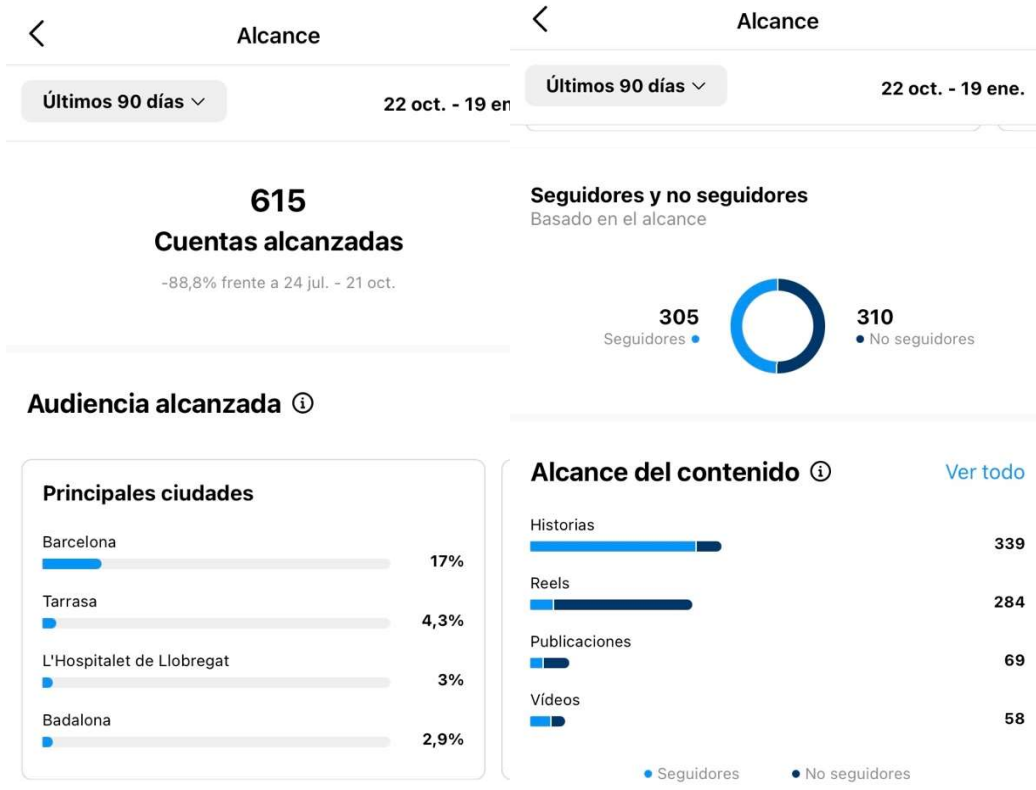 Alcance
Últimos 90 días
22 oct. - 19 en
615
Cuentas alcanzadas
-88,8% frente a 24 jul. - 21 oct.
Audiencia alcanzada
Principales ciudades
Barcelona
17%
Tarrasa
4,3%
L'Hospitalet de Llobregat
3%
Badalona
2,9%
Alcance
Últimos 90 días
22 oct. - 19 ene.
Seguidores y no seguidores
Basado en el alcance
305
Seguidores
310
No seguidores
Alcance del contenido
Ver todo
Historias
339
Reels
284
Publicaciones
69
Vídeos
58
Seguidores
No seguidores